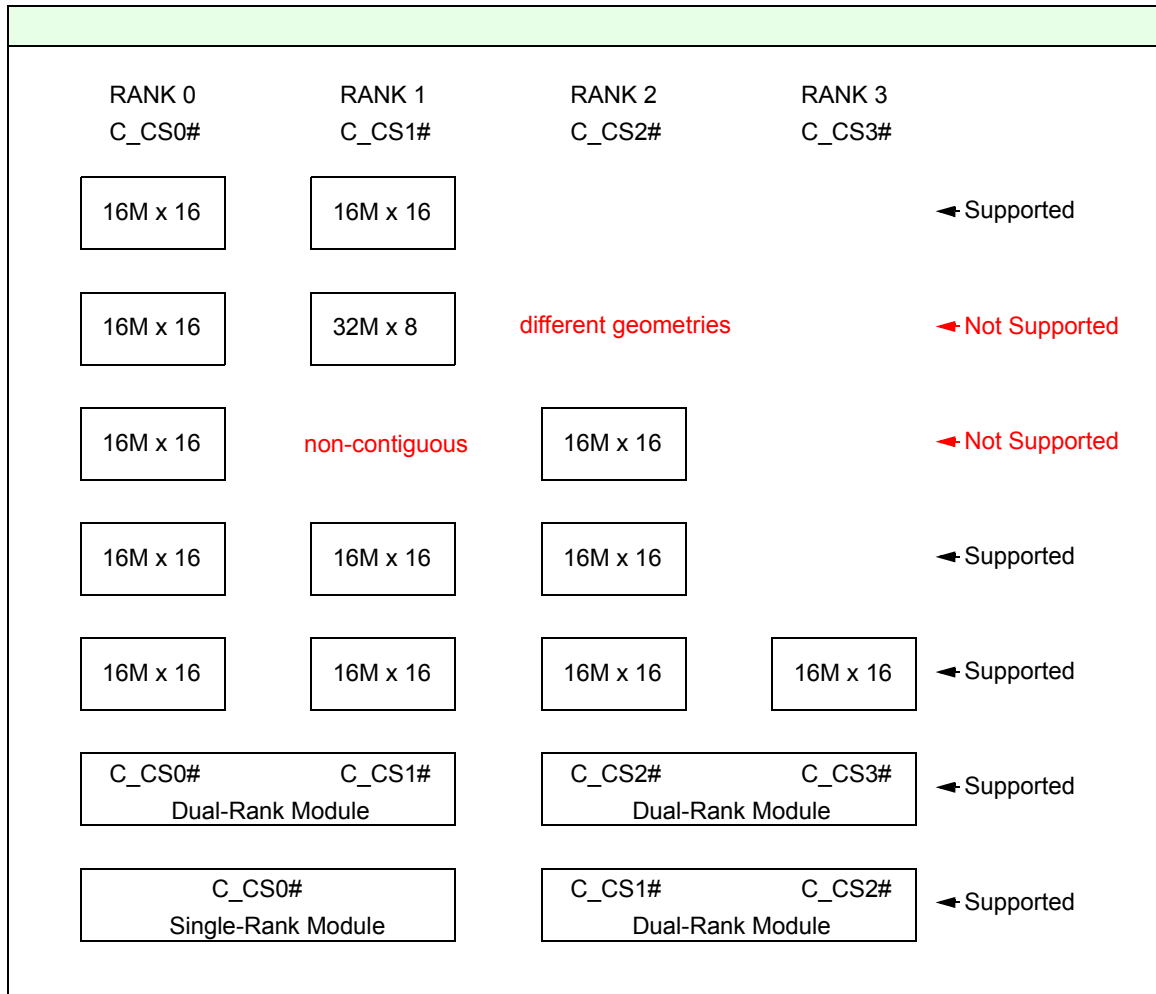 RANK 0 RANK 1 RANK 2 RANK 3
C_CS0# C_CS1# C_CS2# C_CS3#
16M x 16 16M x 16 Supported
16M x 16 32M x 8 different geometries Not Supported
16M x 16 non-contiguous 16M x 16 Not Supported
16M x 16 16M x 16 16M x 16 Supported
16M x 16 16M x 16 16M x 16 16M x 16 Supported
C_CS0# C_CS1# C_CS2# C_CS3#
Supported
Dual-Rank Module Dual-Rank Module
C_CS0# C_CS1# C_CS2#
Supported
Single-Rank Module Dual-Rank Module